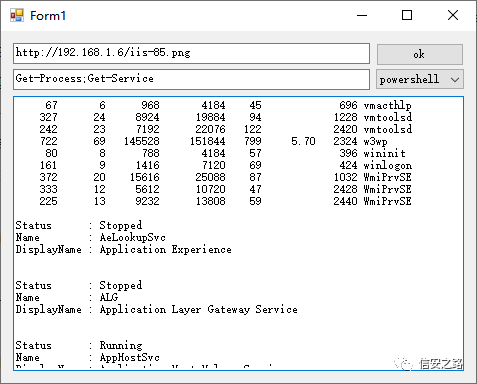 Form1
http://192.168.1.6/iis-85.png
ok
Get-Process;Get-Service
powershell
67 6 968 4184 45 696 vmacthlp
327 24 8924 19884 94 1228 vmtoolsd
242 23 7192 22076 122 2420 vmtoolsd
722 69 145528 151844 799 5.70 2324 w3wp
80 8 788 4184 57 396 wininit
161 9 1416 7120 69 424 winlogon
372 20 15616 25088 87 1032 WmiPrvSE
333 12 5612 10720 47 2428 WmiPrvSE
225 13 9232 13808 59 2440 WmiPrvSE
Status : Stopped
Name : AeLookupSvc
DisplayName : Application Experience
Status : Stopped
Name : ALG
DisplayName : Application Layer Gateway Service
Status : Running
Name : AppHostSvc
信安之路